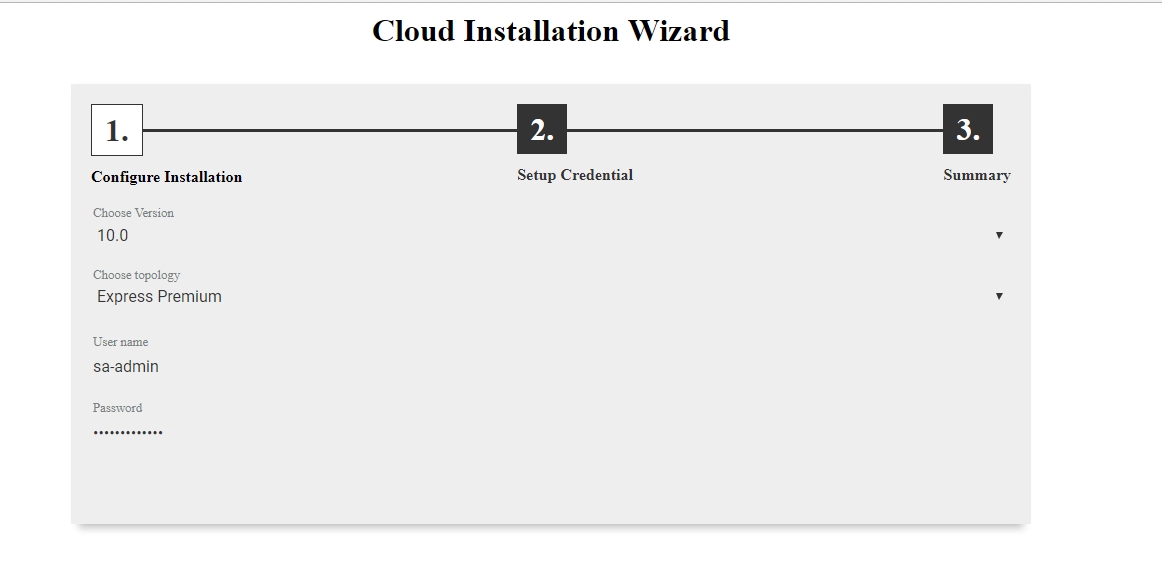 Cloud Installation Wizard
1.
2.
3.
Configure Installation
Setup Credential
Summary
Choose Version
10.0
Choose topology
Express Premium
User name
sa-admin
Password
•••••••••••••